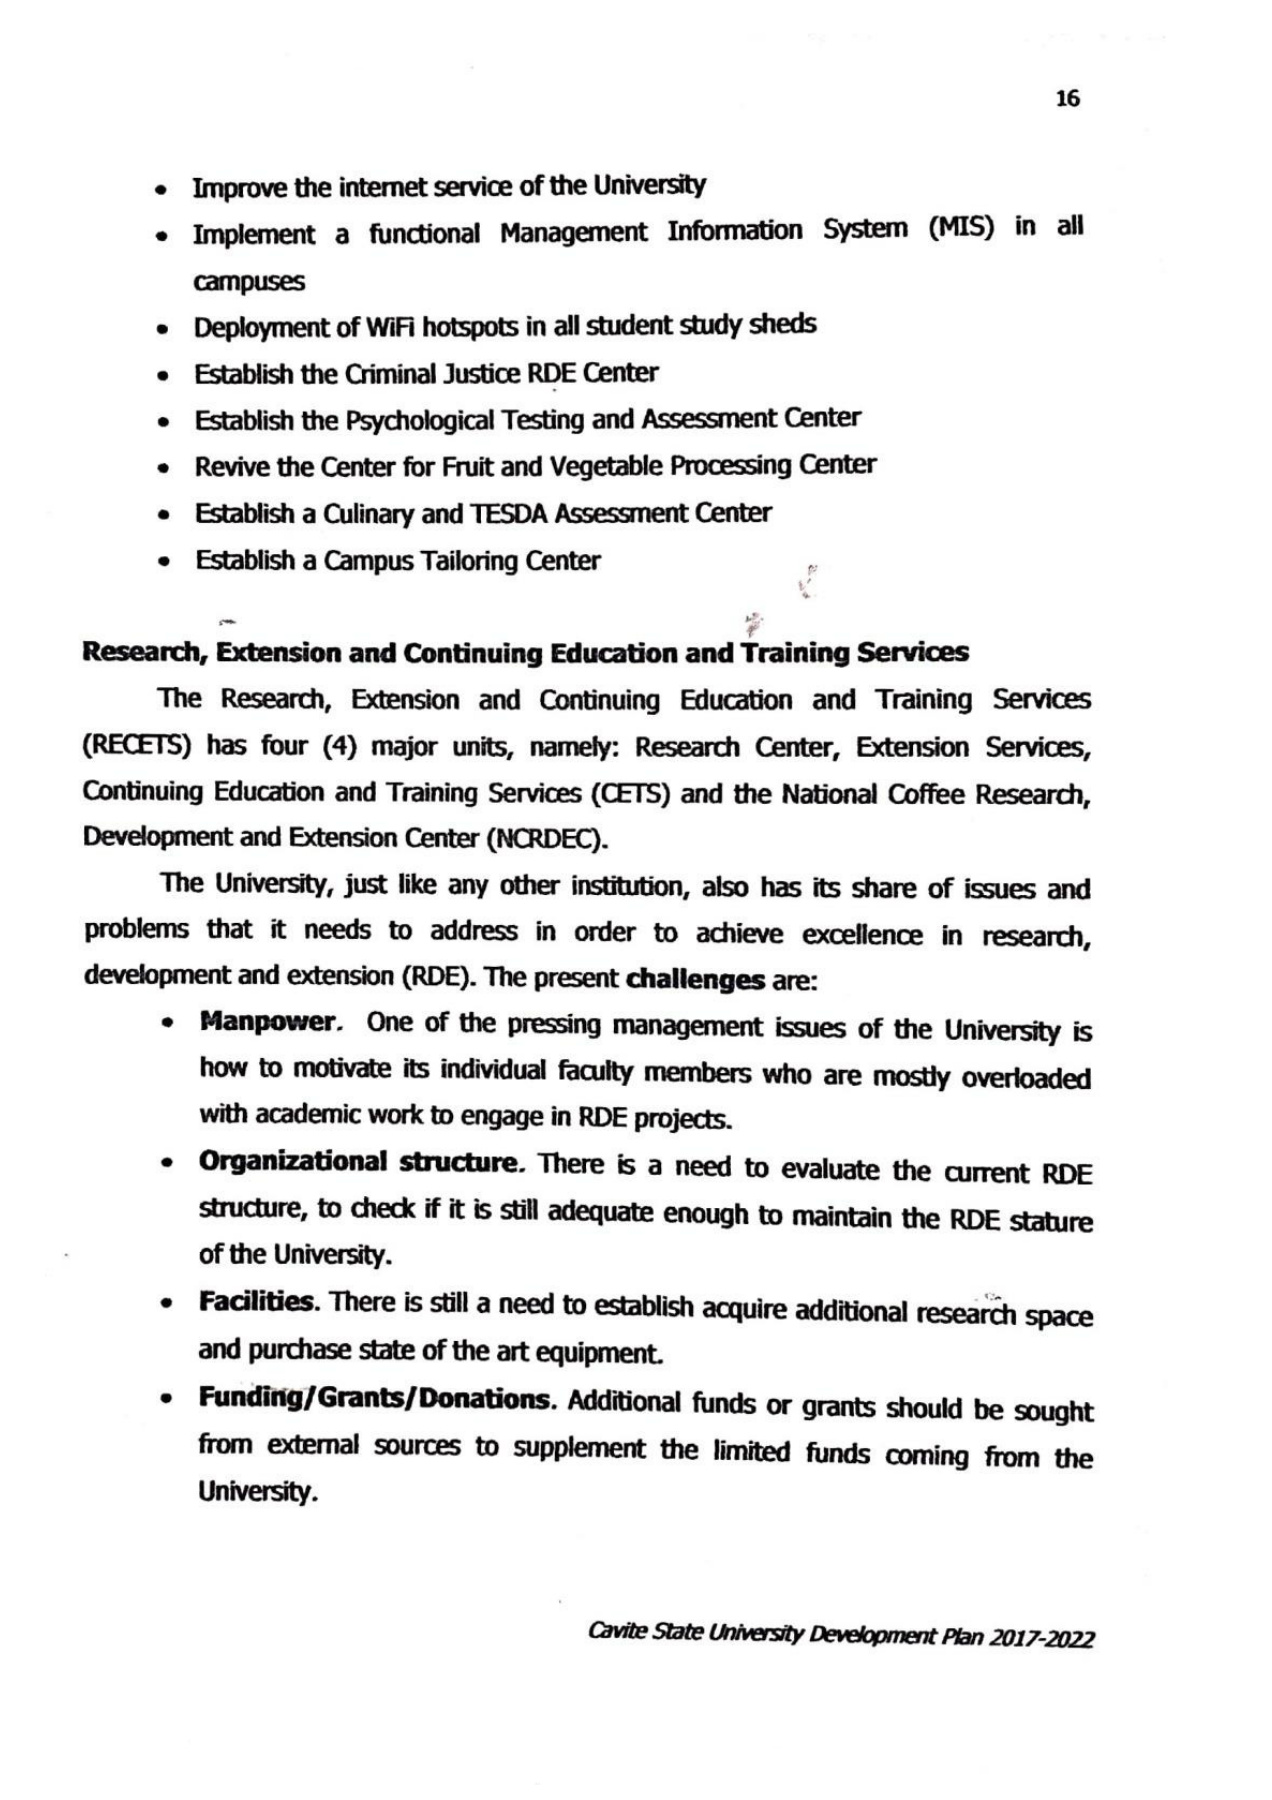 16
• Improve the internet service of the University
• Implement a functional Management Information System (MIS) in all
campuses
• Deployment of WiFi hotspots in all student study sheds
• Establish the Criminal Justice RDE Center
• Establish the Psychological Testing and Assessment Center
• Revive the Center for Fruit and Vegetable Processing Center
• Establish a Culinary and TESDA Assessment Center
• Establish a Campus Tailoring Center
Research, Extension and Continuing Education and Training Services
The Research, Extension and Continuing Education and Training Services
(RECETS) has four (4) major units, namely: Research Center, Extension Services,
Continuing Education and Training Services (CETS) and the National Coffee Research,
Development and Extension Center (NCRDEC).
The University, just like any other institution, also has its share of issues and
problems that it needs to address in order to achieve excellence in research,
development and extension (RDE). The present challenges are:
• Manpower. One of the pressing management issues of the University is
how to motivate its individual faculty members who are mostly overloaded
with academic work to engage in RDE projects.
• Organizational structure. There is a need to evaluate the current RDE
structure, to check if it is still adequate enough to maintain the RDE stature
of the University.
• Facilities. There is still a need to establish acquire additional research space
and purchase state of the art equipment.
• Funding/Grants/Donations. Additional funds or grants should be sought
from external sources to supplement the limited funds coming from the
University.
Cavite State University Development Plan 2017-2022